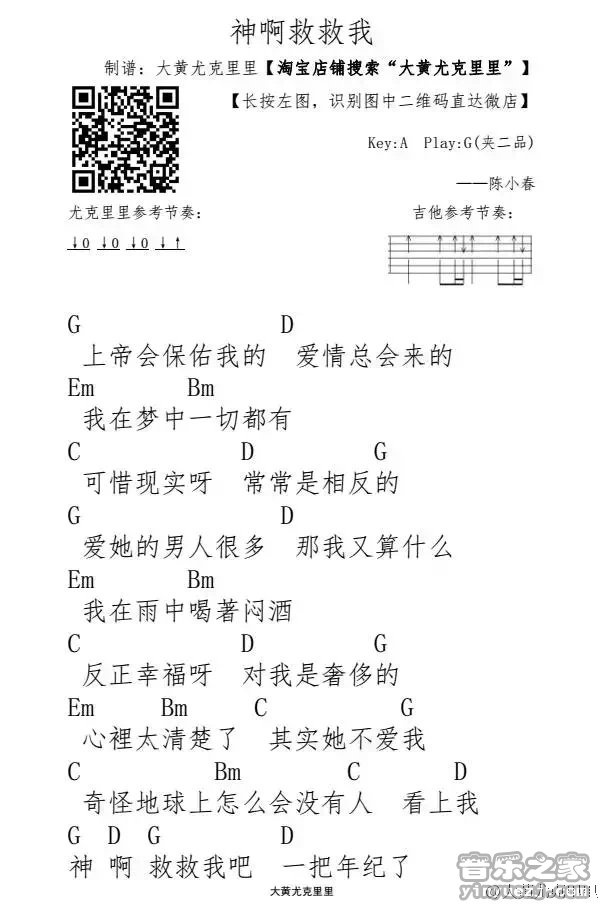 神啊救救我
制谱：大黄尤克里里【淘宝店铺搜索“大黄尤克里里”】
【长按左图，识别图中二维码直达微店】
Key:A Play:G(夹二品)
——陈小春
尤克里里参考节奏：
吉他参考节奏：
↓0 ↓0 ↓0 ↓ ↑
G D
上帝会保佑我的 爱情总会来的
Em Bm
我在梦中一切都有
C D G
可惜现实呀 常常是相反的
G D
爱她的男人很多 那我又算什么
Em Bm
我在雨中喝著闷酒
C D G
反正幸福呀 对我是奢侈的
Em Bm C G
心裡太清楚了 其实她不爱我
C Bm C D
奇怪地球上怎么会没有人 看上我
G D G D
神 啊 救救我吧 一把年纪了
大黄尤克里里
音乐之家